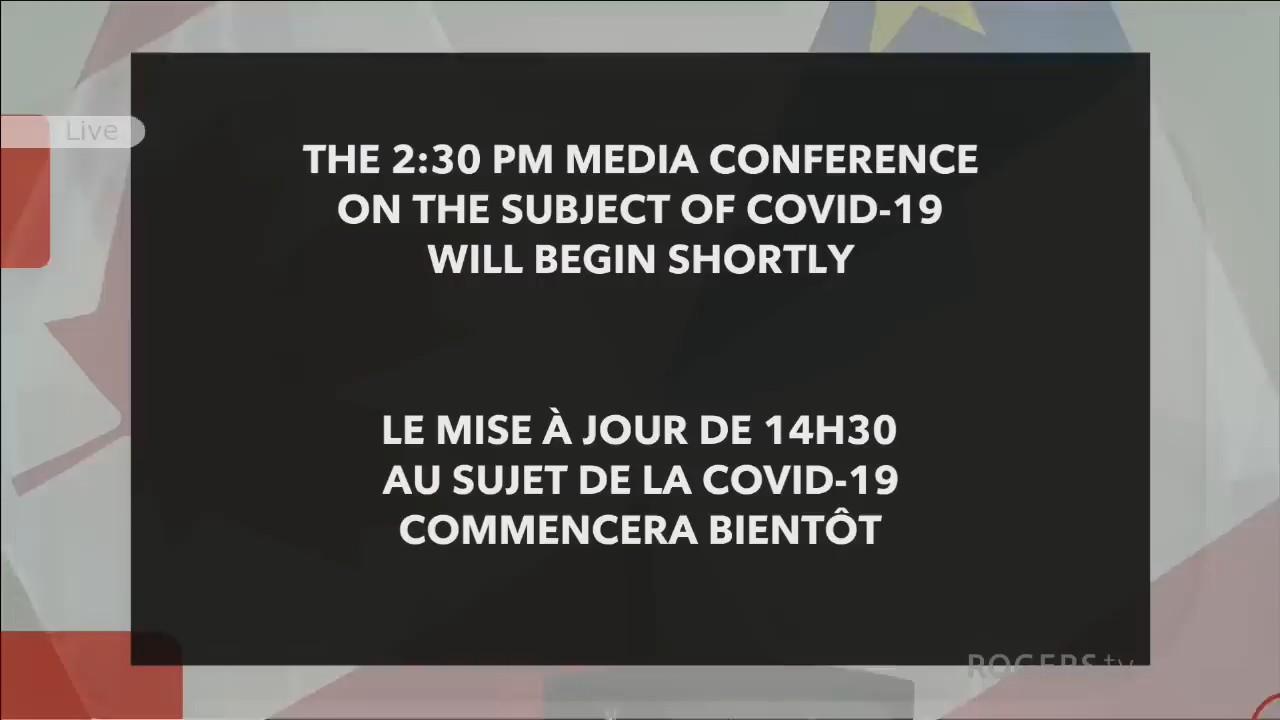 Live
THE 2:30 PM MEDIA CONFERENCE
ON THE SUBJECT OF COVID-19
WILL BEGIN SHORTLY
LE MISE À JOUR DE 14H30
AU SUJET DE LA COVID-19
COMMENCERA BIENTÔT
ROGERS tv